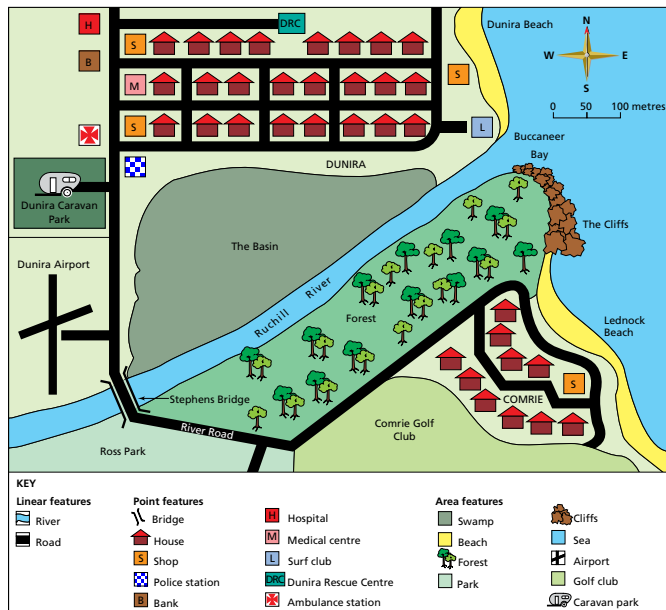 H
DRC
Dunira Beach
N
W E
S
0 50 100 metres
S
B
M
S
S
L
Buccaneer
Bay
DUNIRA
Dunira Caravan
Park
The Basin
The Cliffs
Dunira Airport
Ruchill River
Forest
Lednock
Beach
Stephens Bridge
S
COMRIE
River Road
Ross Park
Comrie Golf
Club
KEY
Linear features
River
Road
Point features
Bridge
House
S Shop
Police station
B Bank
H Hospital
M Medical centre
L Surf club
DRC Dunira Rescue Centre
Ambulance station
Area features
Swamp
Beach
Forest
Park
Cliffs
Sea
Airport
Golf club
Caravan park